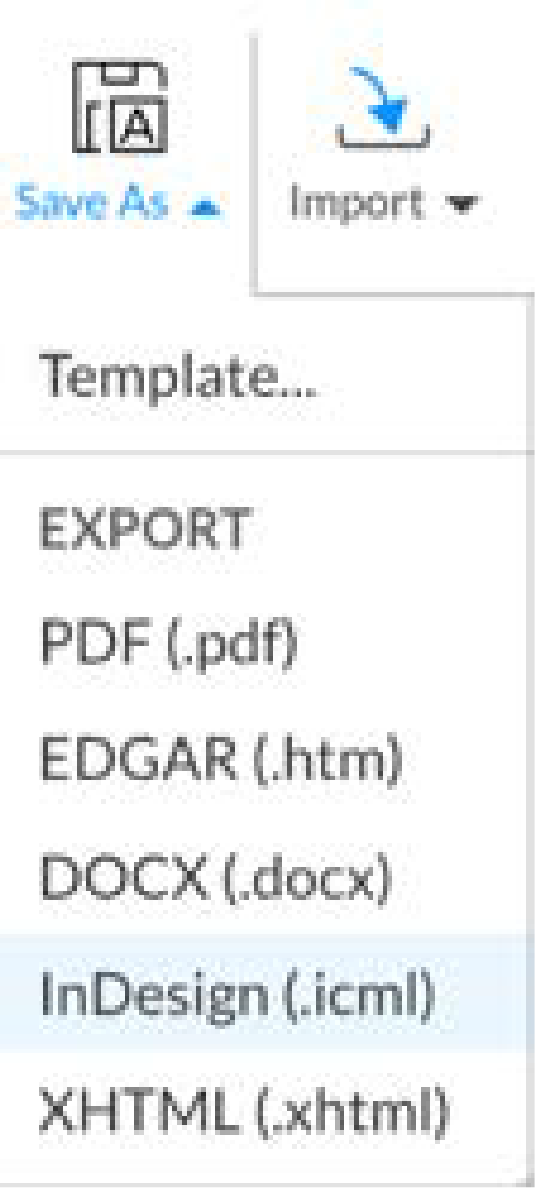 A
Save As Import
Template...
EXPORT
PDF (.pdf)
EDGAR (.htm)
DOCX (.docx)
InDesign (.icml)
XHTML (.xhtml)